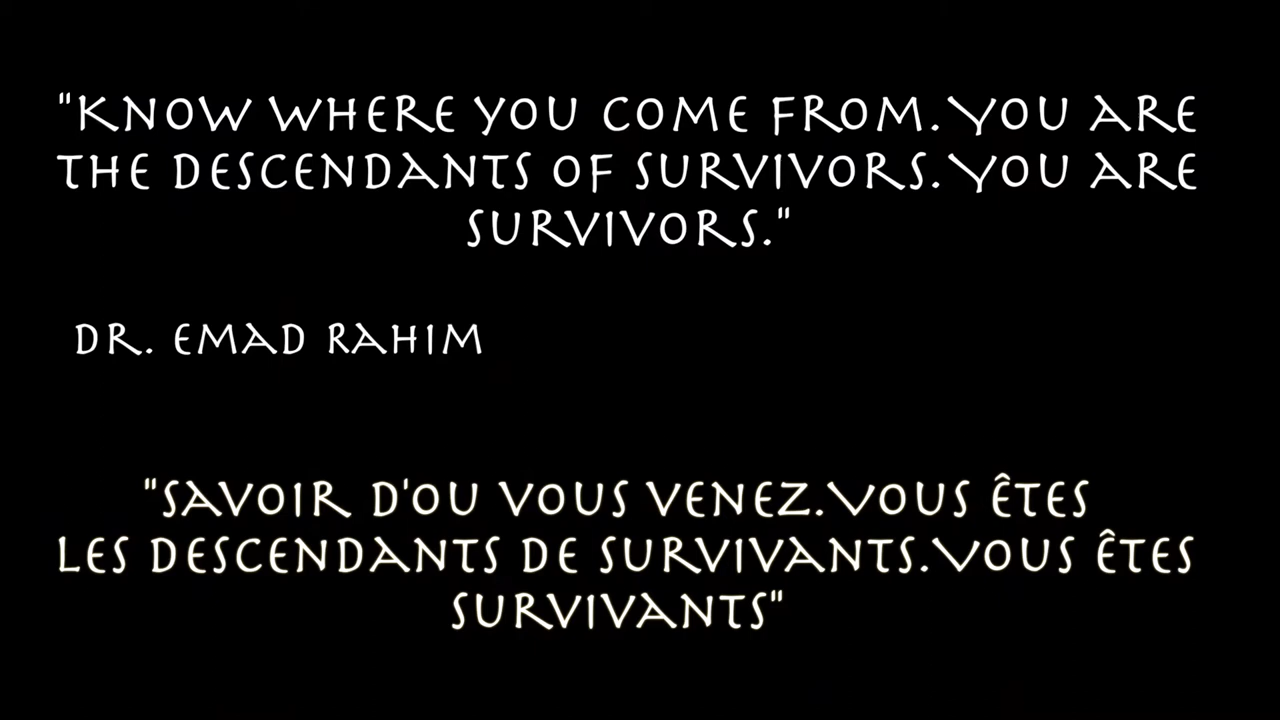 "Know where you come from. You are
the descendants of survivors. You are
survivors."
Dr. Emad Rahim
"Savoir d'ou vous venez. Vous êtes
les descendants de survivants. Vous êtes
survivants"